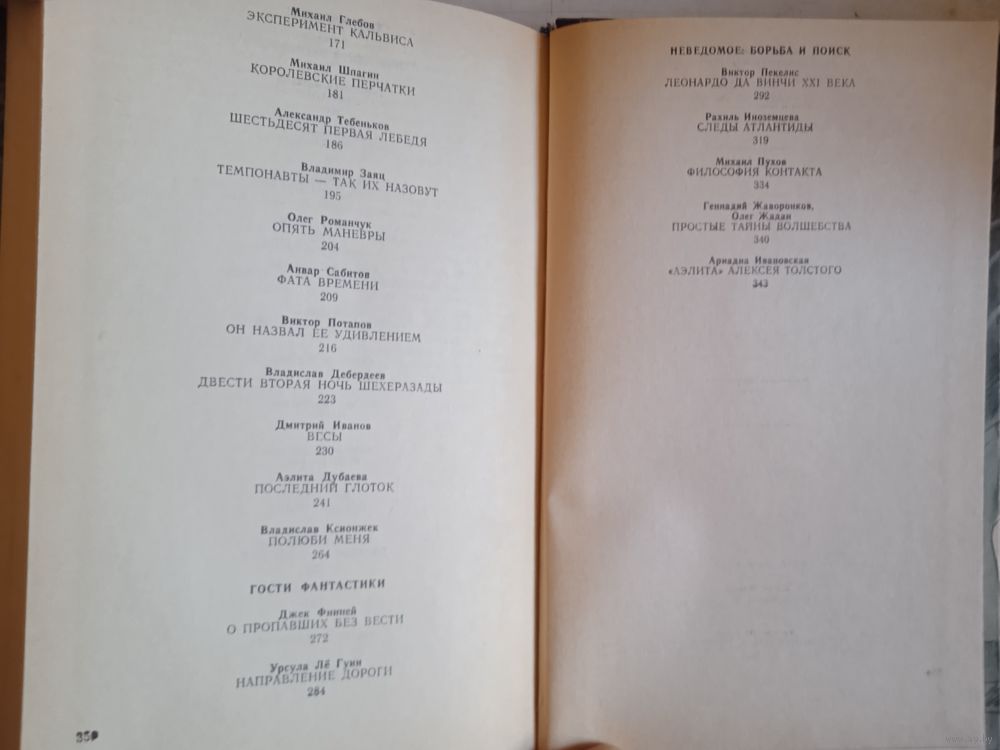 Михаил Глебов
ЭКСПЕРИМЕНТ КАЛЬВИСА
171
Михаил Шпагин
КОРОЛЕВСКИЕ ПЕРЧАТКИ
181
Александр Тебеньков
ШЕСТЬДЕСЯТ ПЕРВАЯ ЛЕБЕДЯ
186
Владимир Заяц
ТЕМПОНАВТЫ — ТАК ИХ НАЗОВУТ
195
Олег Романчук
ОПЯТЬ МАНЕВРЫ
204
Анвар Сабитов
ФАТА ВРЕМЕНИ
209
Виктор Потапов
ОН НАЗВАЛ ЕЕ УДИВЛЕНИЕМ
216
Владислав Дебердеев
ДВЕСТИ ВТОРАЯ НОЧЬ ШЕХЕРАЗАДЫ
223
Дмитрий Иванов
ВЕСЫ
230
Аэлита Дубаева
ПОСЛЕДНИЙ ГЛОТОК
241
Владислав Ксионжек
ПОЛЮБИ МЕНЯ
264
ГОСТИ ФАНТАСТИКИ
Джек Финней
О ПРОПАВШИХ БЕЗ ВЕСТИ
272
Урсула Лё Гуин
НАПРАВЛЕНИЕ ДОРОГИ
284
НЕВЕДОМОЕ: БОРЬБА И ПОИСК
Виктор Пекелис
ЛЕОНАРДО ДА ВИНЧИ XXI ВЕКА
292
Рахиль Иноземцева
СЛЕДЫ АТЛАНТИДЫ
319
Михаил Пухов
ФИЛОСОФИЯ КОНТАКТА
334
Геннадий Жаворонков,
Олег Жадан
ПРОСТЫЕ ТАЙНЫ ВОЛШЕБСТВА
340
Ариадна Ивановская
«АЭЛИТА» АЛЕКСЕЯ ТОЛСТОГО
343